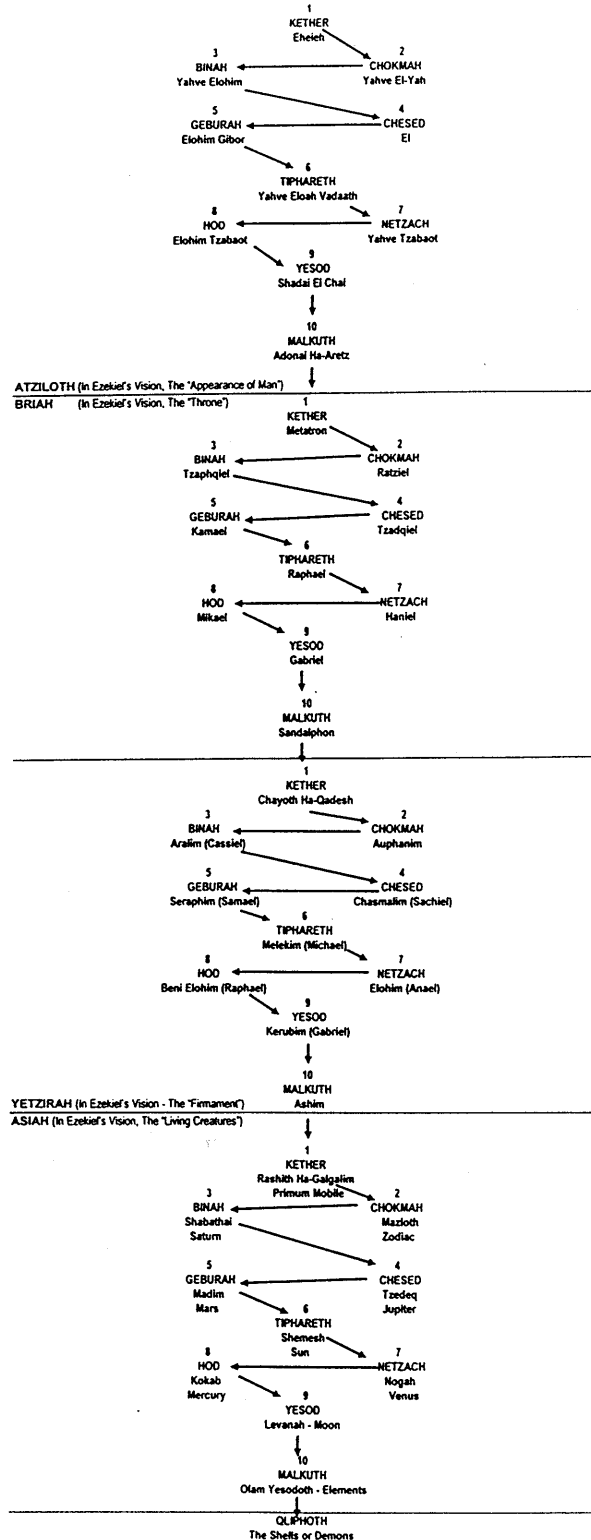 1
KETHER
Eheieh
3 2
BINAH CHOKMAH
Yahve Elohim Yahve El-Yah
5 4
GEBURAH CHESED
Elohim Gibor El
6
TIPHARETH
Yahve Eloah Vadaath
8 7
HOD NETZACH
Elohim Tzabaot Yahve Tzabaot
9
YESOD
Shadai El Chai
10
MALKUTH
Adonai Ha-Aretz
ATZILOTH (In Ezekiel's Vision, The "Appearance of Man")
BRIAH (In Ezekiel's Vision, The "Throne")
1
KETHER
Metatron
3 2
BINAH CHOKMAH
Tzaphqiel Ratziel
5 4
GEBURAH CHESED
Kamael Tzadqiel
6
TIPHARETH
Raphael
8 7
HOD NETZACH
Mikael Haniel
9
YESOD
Gabriel
10
MALKUTH
Sandalphon
1
KETHER
Chayoth Ha-Qadesh
3 2
BINAH CHOKMAH
Aralim (Cassiel) Auphanim
5 4
GEBURAH CHESED
Seraphim (Samael) Chasmalim (Sachiel)
6
TIPHARETH
Melekim (Michael)
8 7
HOD NETZACH
Beni Elohim (Raphael) Elohim (Anael)
9
YESOD
Kerubim (Gabriel)
10
MALKUTH
YETZIRAH (In Ezekiel's Vision - The "Firmament") Ashim
ASIAH (In Ezekiel's Vision, The "Living Creatures")
1
KETHER
Rashith Ha-Galgalim
Primum Mobile
3 2
BINAH CHOKMAH
Shabathai Mazloth
Saturn Zodiac
5 4
GEBURAH CHESED
Madim Tzedeq
Mars Jupiter
6
TIPHARETH
Shemesh
Sun
8 7
HOD NETZACH
Kokab Nogah
Mercury Venus
9
YESOD
Levanah - Moon
10
MALKUTH
Olam Yesodoth - Elements
QLIPHOTH
The Shells or Demons